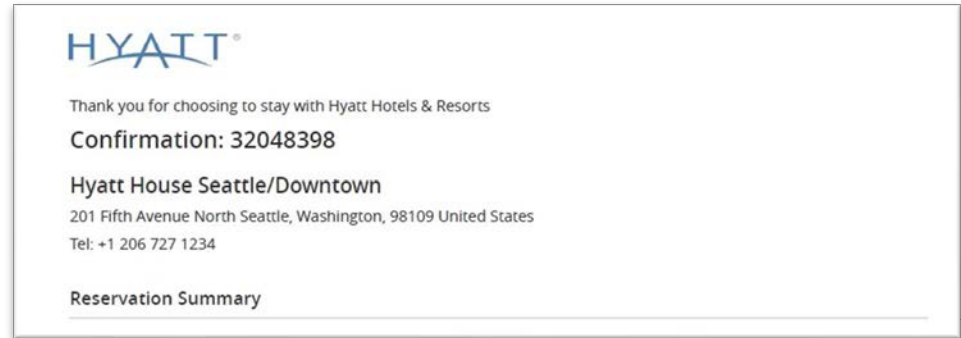 HYATT®
Thank you for choosing to stay with Hyatt Hotels & Resorts
Confirmation: 32048398
Hyatt House Seattle/Downtown
201 Fifth Avenue North Seattle, Washington, 98109 United States
Tel: +1 206 727 1234
Reservation Summary